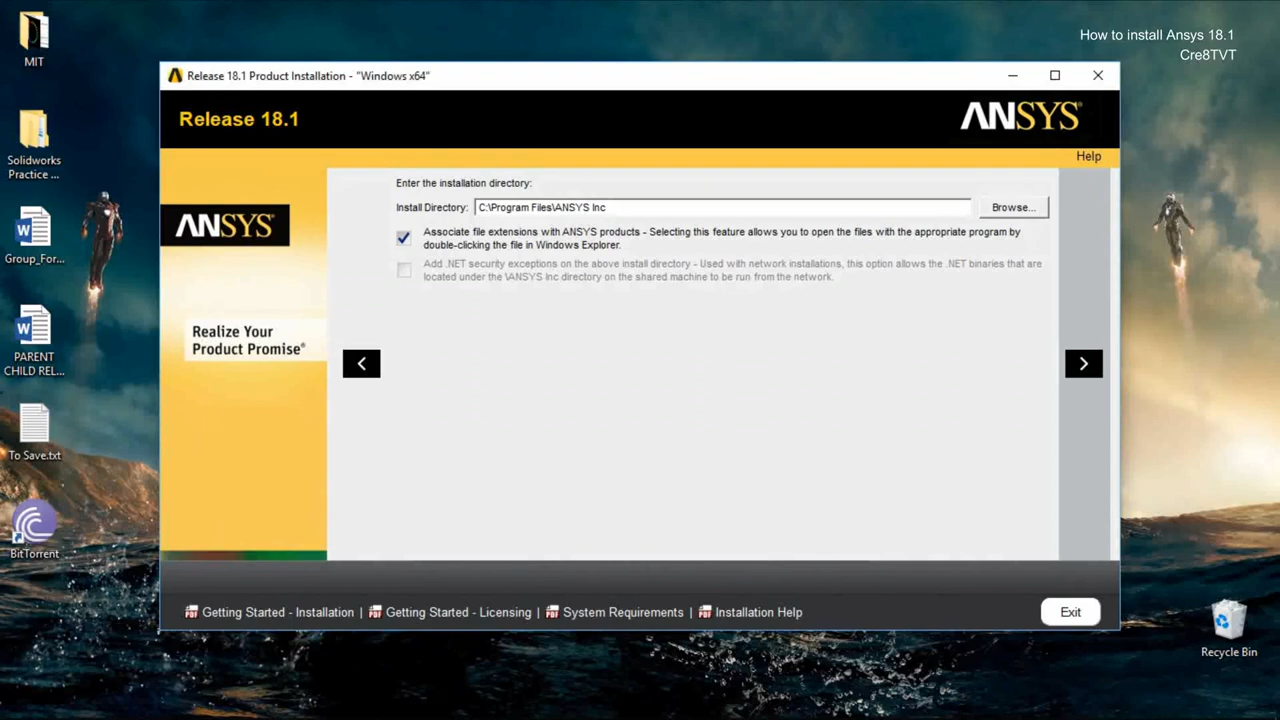 How to install Ansys 18.1
Cre8TVT
MIT
Solidworks
Practice ...
Group_For...
PARENT
CHILD REL...
To Save.txt
BitTorrent
Recycle Bin
Release 18.1 Product Installation - "Windows x64"
Release 18.1
ANSYS
Help
ANSYS®
Realize Your
Product Promise®
Enter the installation directory:
Install Directory: C:\Program Files\ANSYS Inc Browse...
Associate file extensions with ANSYS products - Selecting this feature allows you to open the files with the appropriate program by
double-clicking the file in Windows Explorer.
Add .NET security exceptions on the above install directory - Used with network installations, this option allows the .NET binaries that are
located under the \ANSYS Inc directory on the shared machine to be run from the network.
Getting Started - Installation | Getting Started - Licensing | System Requirements | Installation Help
Exit